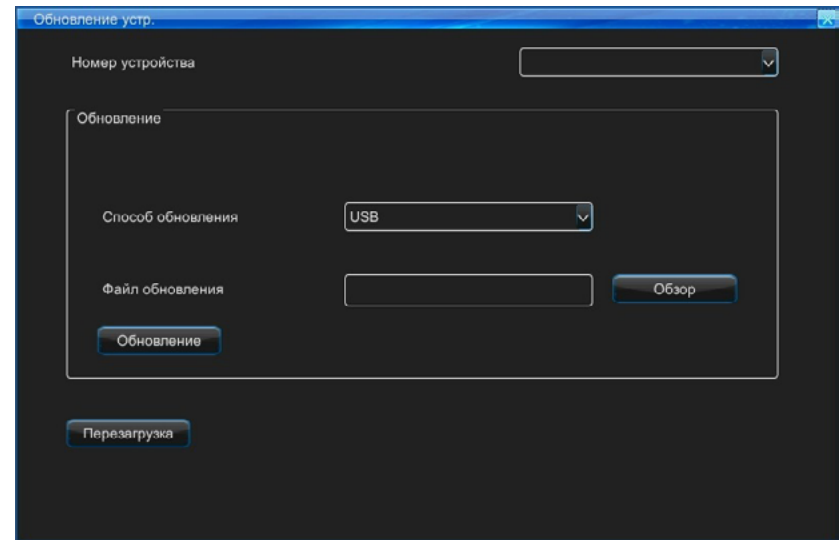 Обновление устр.
Номер устройства
Обновление
Способ обновления USB
Файл обновления Обзор
Обновление
Перезагрузка